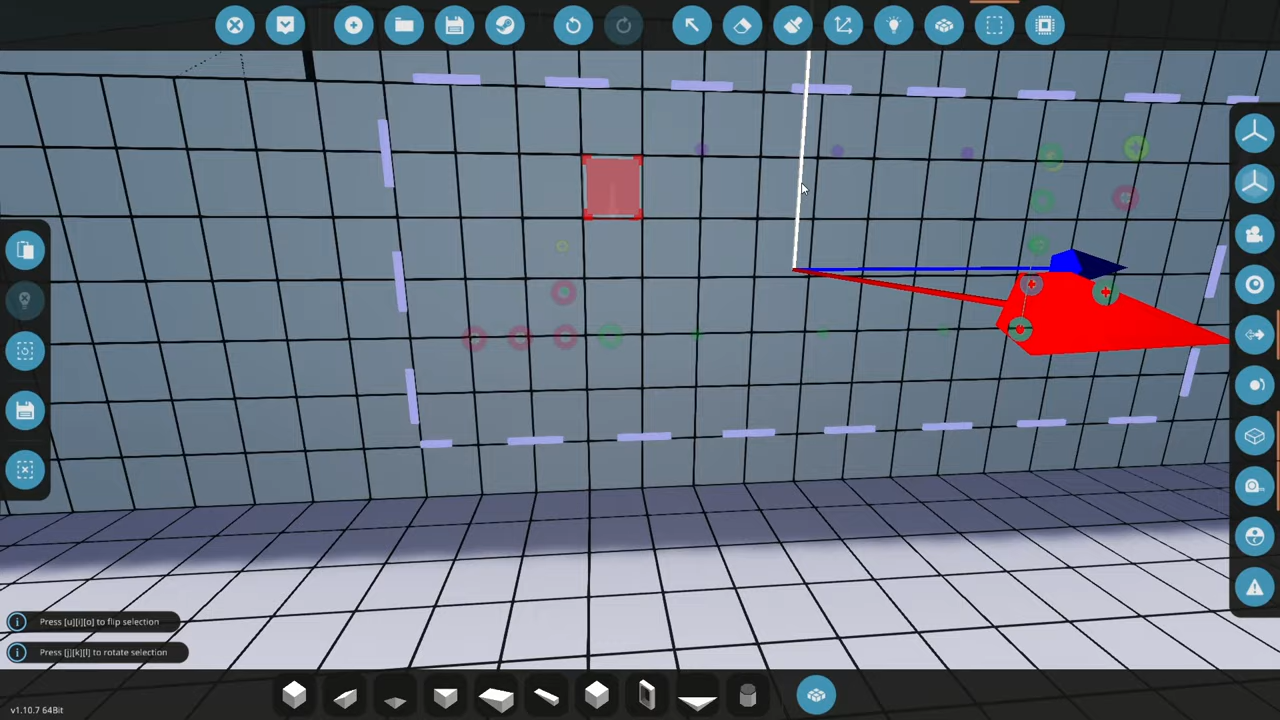 Press [u][i][o] to flip selection
Press [j][k][l] to rotate selection
v1.10.7 64Bit